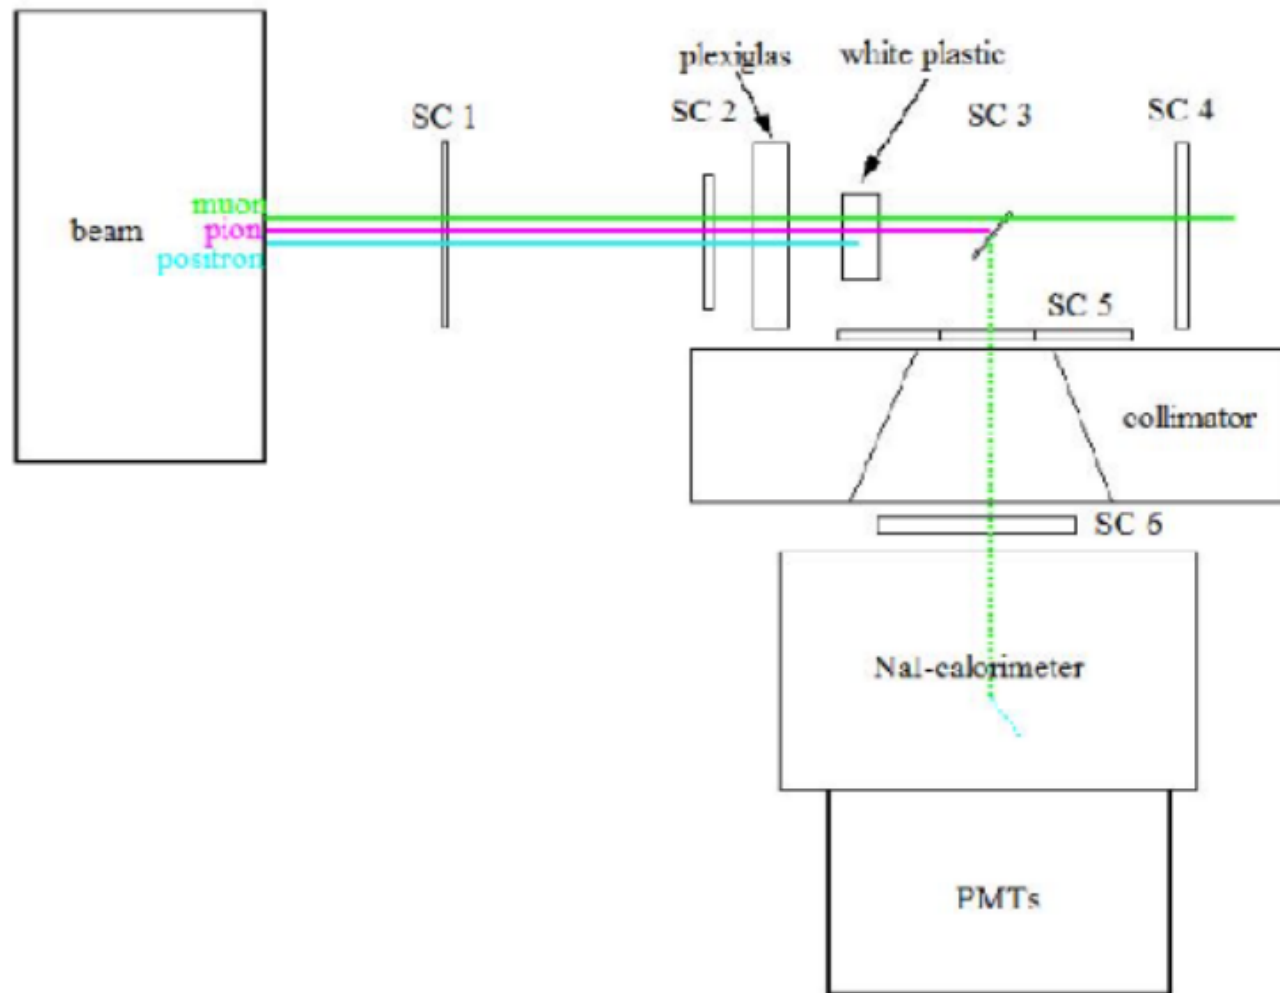 plexiglas
white plastic
SC 1
SC 2
SC 3
SC 4
muon
beam
pion
positron
SC 5
collimator
SC 6
NaI-calorimeter
PMTs